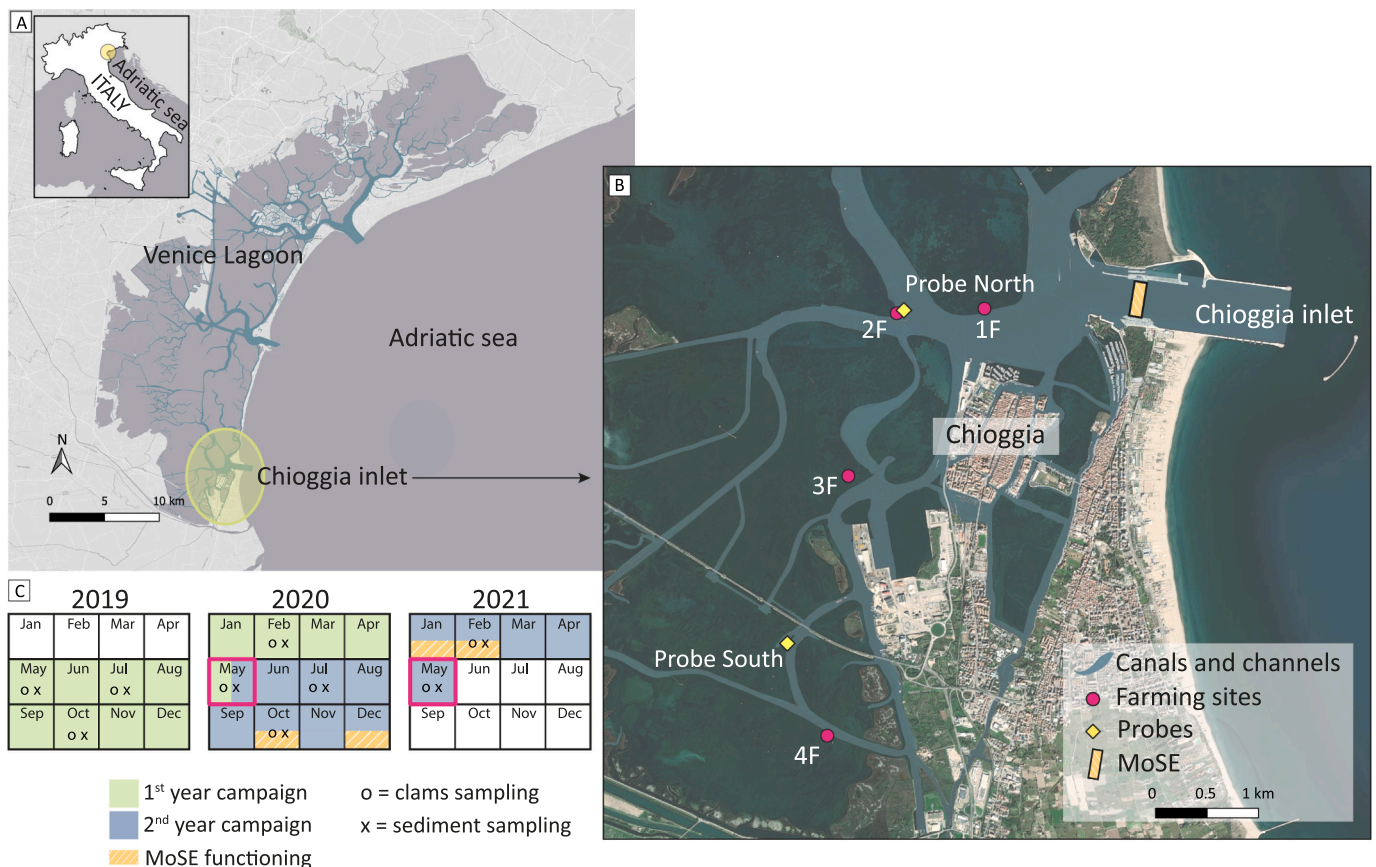 A
ITALY
Adriatic sea
Venice Lagoon
Adriatic sea
N
0 5 10 km
Chioggia inlet
B
Probe North
2F
1F
Chioggia inlet
Chioggia
3F
Probe South
4F
Canals and channels
Farming sites
Probes
MoSE
0 0.5 1 km
C
2019
Jan Feb Mar Apr
May Jun Jul Aug
o x o x
Sep Oct Nov Dec
o x
2020
Jan Feb Mar Apr
o x
May Jun Jul Aug
o x o x
Sep Oct Nov Dec
o x
2021
Jan Feb Mar Apr
o x
May Jun Jul Aug
o x
Sep Oct Nov Dec
1st year campaign
2nd year campaign
MoSE functioning
o = clams sampling
x = sediment sampling